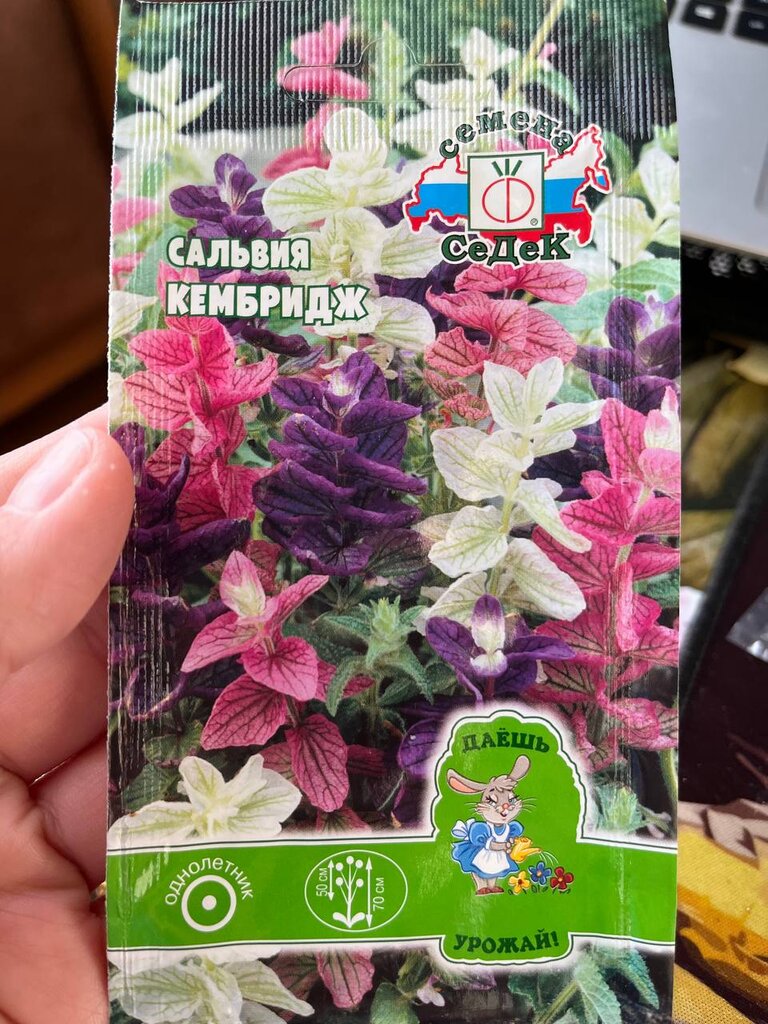 семена
СеДеК
®
САЛЬВИЯ
КЕМБРИДЖ
ДАЁШЬ
УРОЖАЙ!
однолетник
50 см
70 см